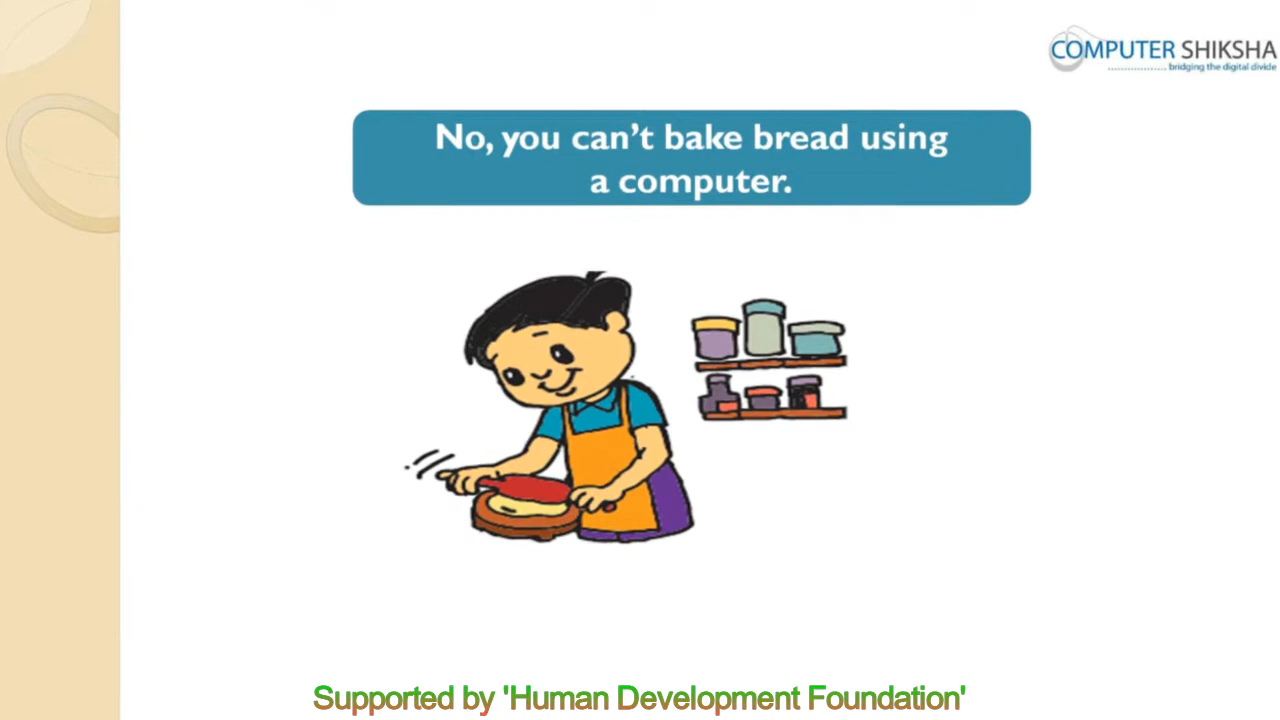 COMPUTER SHIKSHA
bridging the digital divide
No, you can't bake bread using
a computer.
Supported by 'Human Development Foundation'